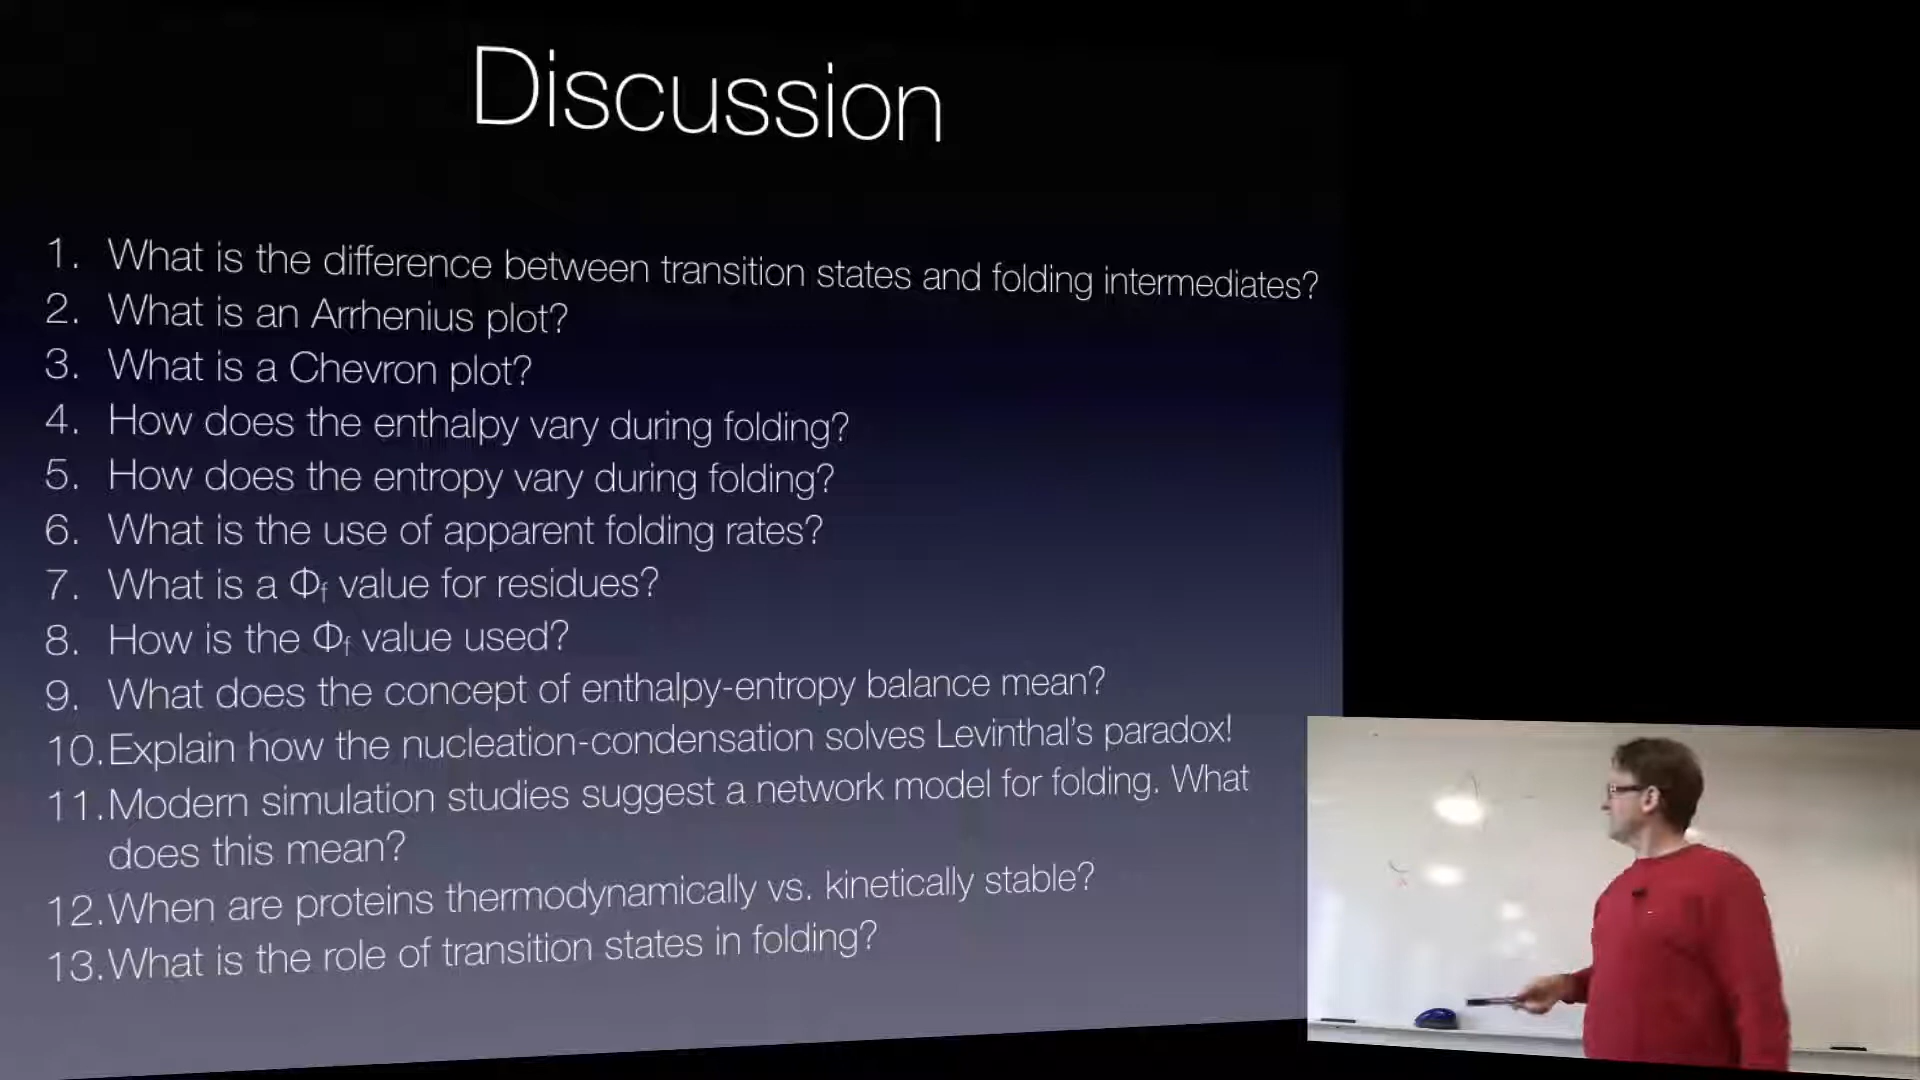 Discussion
1. What is the difference between transition states and folding intermediates?
2. What is an Arrhenius plot?
3. What is a Chevron plot?
4. How does the enthalpy vary during folding?
5. How does the entropy vary during folding?
6. What is the use of apparent folding rates?
7. What is a Φf value for residues?
8. How is the Φf value used?
9. What does the concept of enthalpy-entropy balance mean?
10. Explain how the nucleation-condensation solves Levinthal's paradox!
11. Modern simulation studies suggest a network model for folding. What
does this mean?
12. When are proteins thermodynamically vs. kinetically stable?
13. What is the role of transition states in folding?